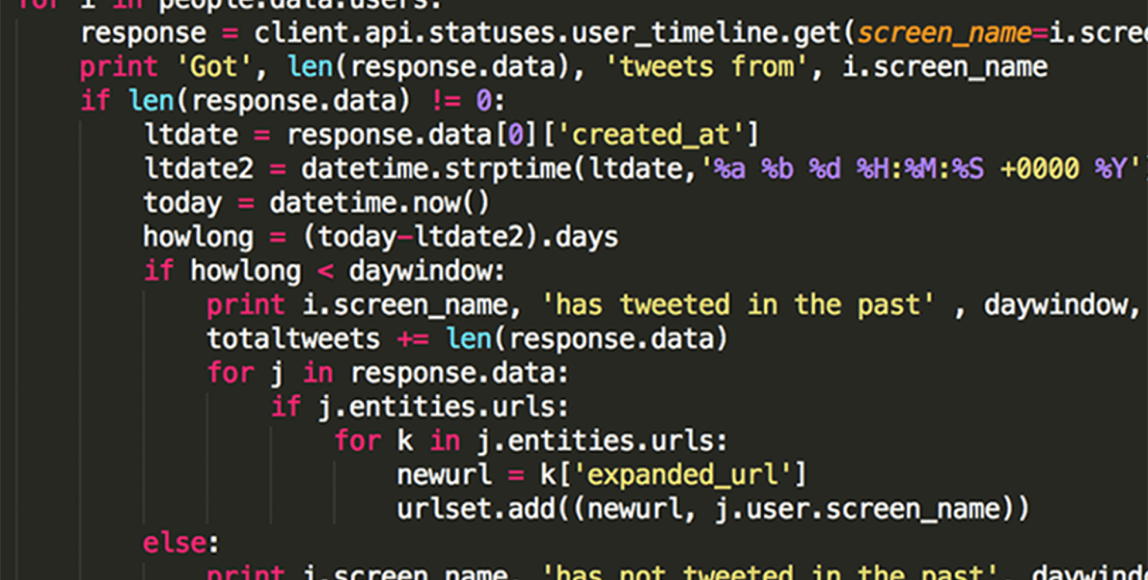 for i in people.data.users:
response = client.api.statuses.user_timeline.get(screen_name=i.scree
print 'Got', len(response.data), 'tweets from', i.screen_name
if len(response.data) != 0:
ltdate = response.data[0]['created_at']
ltdate2 = datetime.strptime(ltdate,'%a %b %d %H:%M:%S +0000 %Y'
today = datetime.now()
howlong = (today-ltdate2).days
if howlong < daywindow:
print i.screen_name, 'has tweeted in the past' , daywindow,
totaltweets += len(response.data)
for j in response.data:
if j.entities.urls:
for k in j.entities.urls:
newurl = k['expanded_url']
urlset.add((newurl, j.user.screen_name))
else:
print i.screen_name, 'has not tweeted in the past', daywind